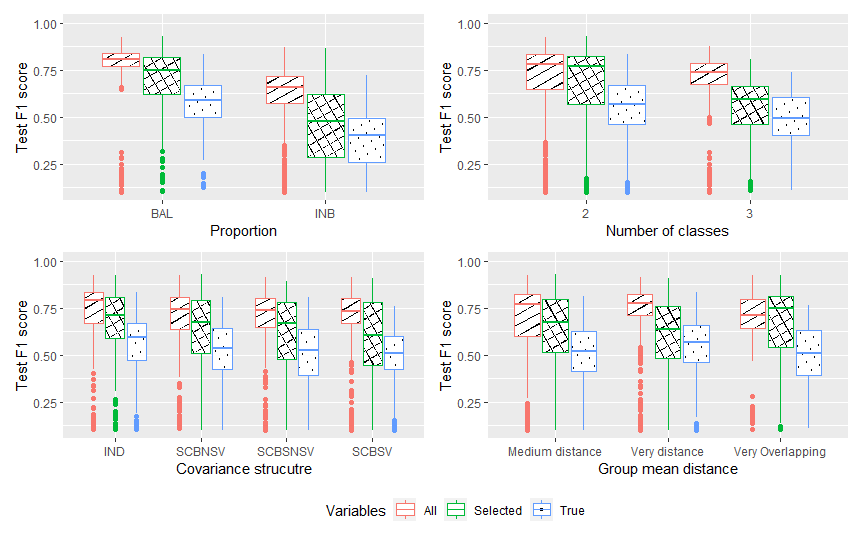 1.00
0.75
0.50
0.25
Test F1 score
BAL INB
Proportion
1.00
0.75
0.50
0.25
Test F1 score
2 3
Number of classes
1.00
0.75
0.50
0.25
Test F1 score
IND SCBNSV SCBSNSV SCBSV
Covariance strucutre
1.00
0.75
0.50
0.25
Test F1 score
Medium distance Very distance Very Overlapping
Group mean distance
Variables All Selected True